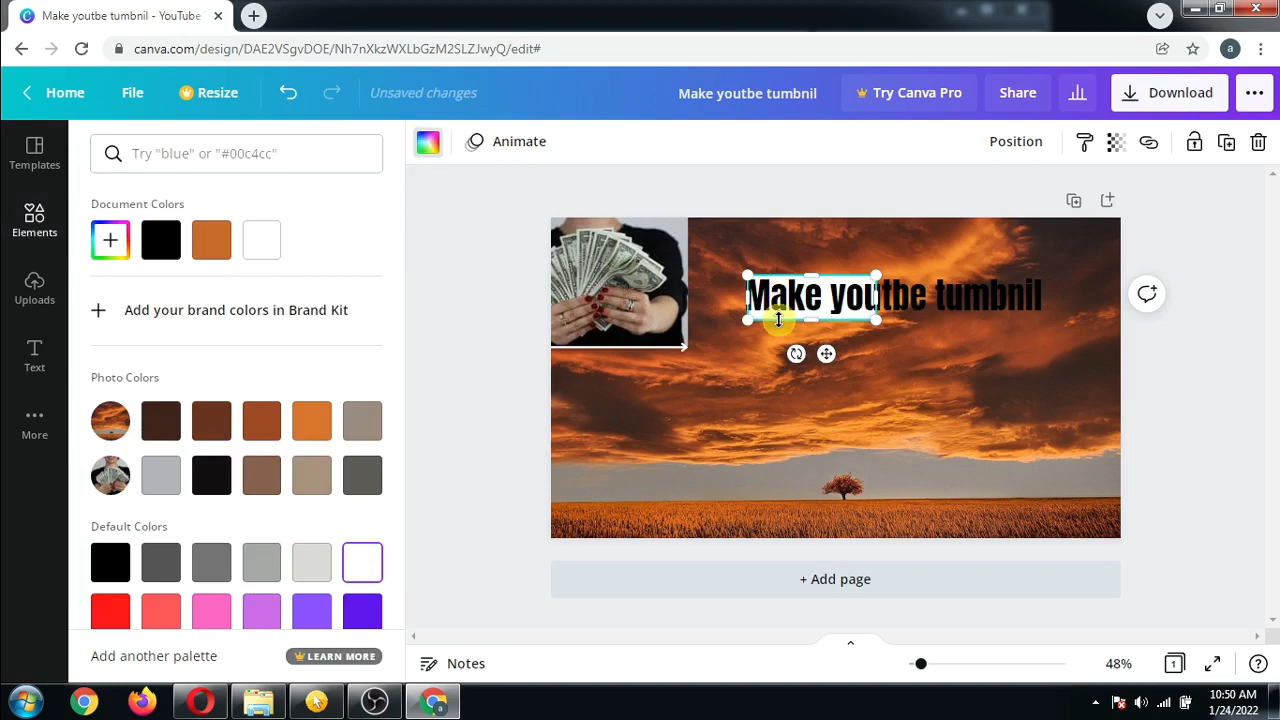 Make youtbe tumbnil - YouTube
canva.com/design/DAE2VSgvDOE/Nh7nXkzWXLbGzM2SLZJwyQ/edit#
a
Home
File
Resize
Unsaved changes
Make youtbe tumbnil
Try Canva Pro
Share
Download
Templates
Elements
Uploads
Text
More
Try "blue" or "#00c4cc"
Document Colors
Add your brand colors in Brand Kit
Photo Colors
Default Colors
Add another palette
LEARN MORE
Animate
Position
Make youtbe tumbnil
+ Add page
Notes
48%
1
10:50 AM
1/24/2022